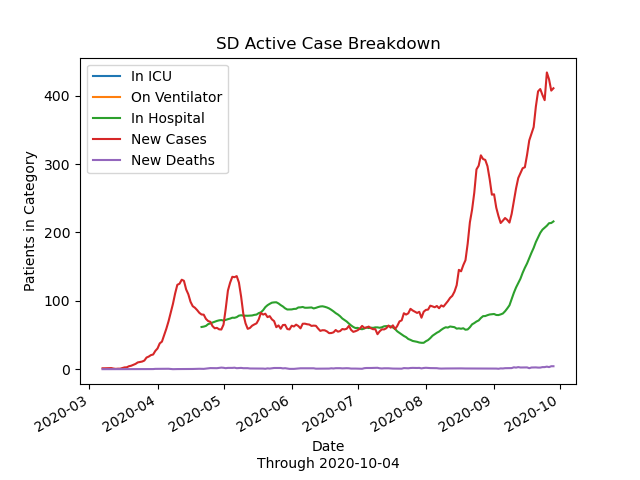 SD Active Case Breakdown
In ICU
On Ventilator
In Hospital
New Cases
New Deaths
Patients in Category
400
300
200
100
0
2020-03
2020-04
2020-05
2020-06
2020-07
2020-08
2020-09
2020-10
Date
Through 2020-10-04